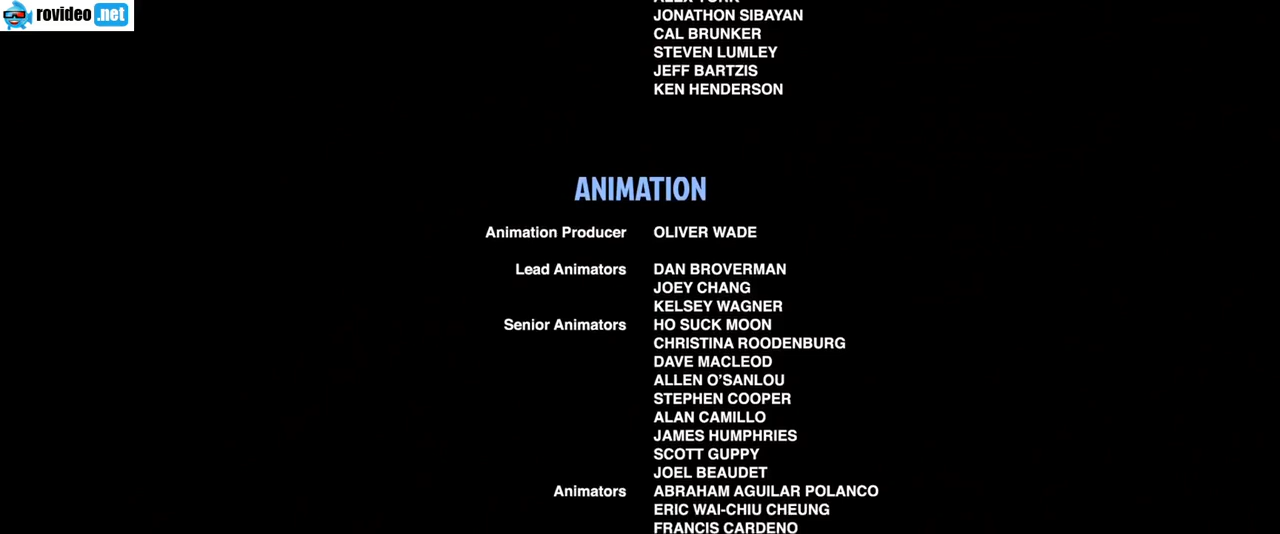 rovideo.net
JONATHON SIBAYAN
CAL BRUNKER
STEVEN LUMLEY
JEFF BARTZIS
KEN HENDERSON
ANIMATION
Animation Producer OLIVER WADE
Lead Animators DAN BROVERMAN
JOEY CHANG
KELSEY WAGNER
Senior Animators HO SUCK MOON
CHRISTINA ROODENBURG
DAVE MACLEOD
ALLEN O'SANLOU
STEPHEN COOPER
ALAN CAMILLO
JAMES HUMPHRIES
SCOTT GUPPY
JOEL BEAUDET
Animators ABRAHAM AGUILAR POLANCO
ERIC WAI-CHIU CHEUNG
FRANCIS CARDENO